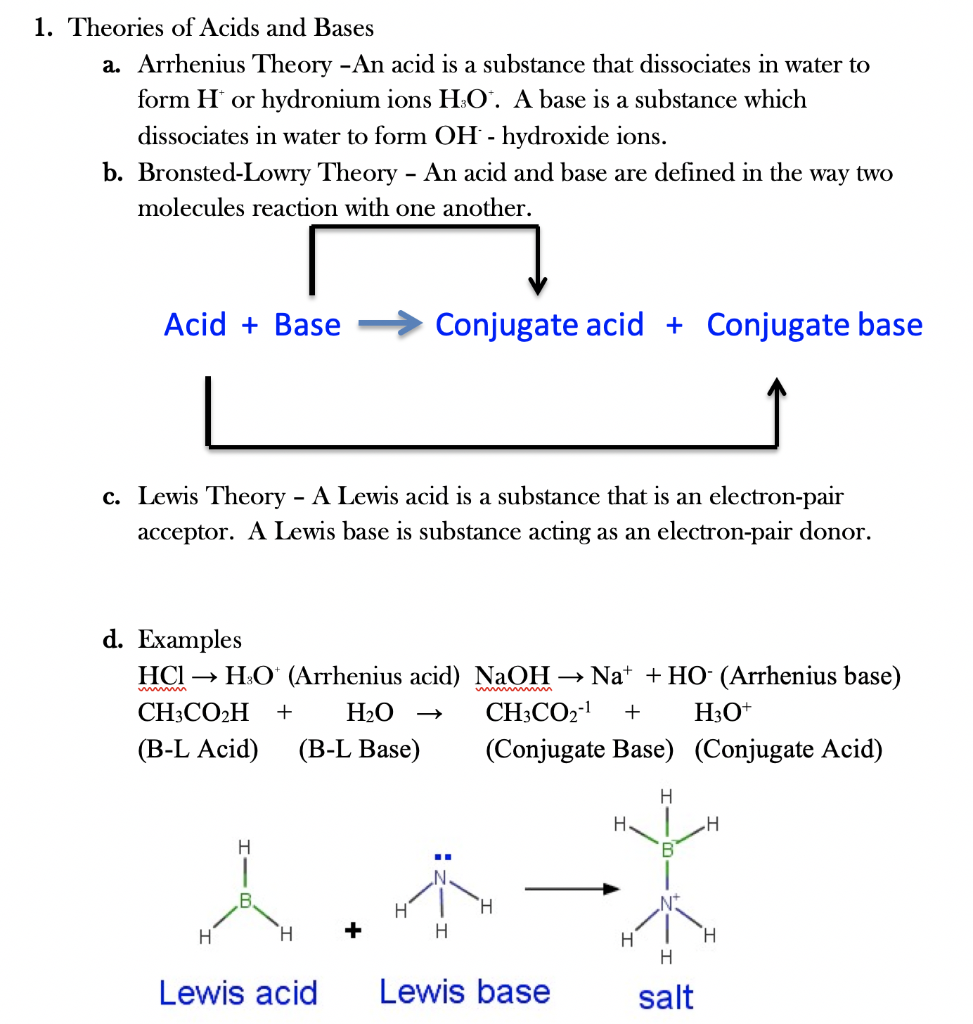 1. Theories of Acids and Bases
a. Arrhenius Theory –An acid is a substance that dissociates in water to
form H⁺ or hydronium ions H₃O⁺. A base is a substance which
dissociates in water to form OH⁻ - hydroxide ions.
b. Bronsted-Lowry Theory – An acid and base are defined in the way two
molecules reaction with one another.
Acid + Base → Conjugate acid + Conjugate base
c. Lewis Theory – A Lewis acid is a substance that is an electron-pair
acceptor. A Lewis base is substance acting as an electron-pair donor.
d. Examples
HCl → H₃O⁺ (Arrhenius acid) NaOH → Na⁺ + HO⁻ (Arrhenius base)
CH₃CO₂H + H₂O → CH₃CO₂⁻¹ + H₃O⁺
(B-L Acid) (B-L Base) (Conjugate Base) (Conjugate Acid)
H
H H
H B⁻
B N
H H H + H H N⁺
H H H
H
Lewis acid Lewis base salt